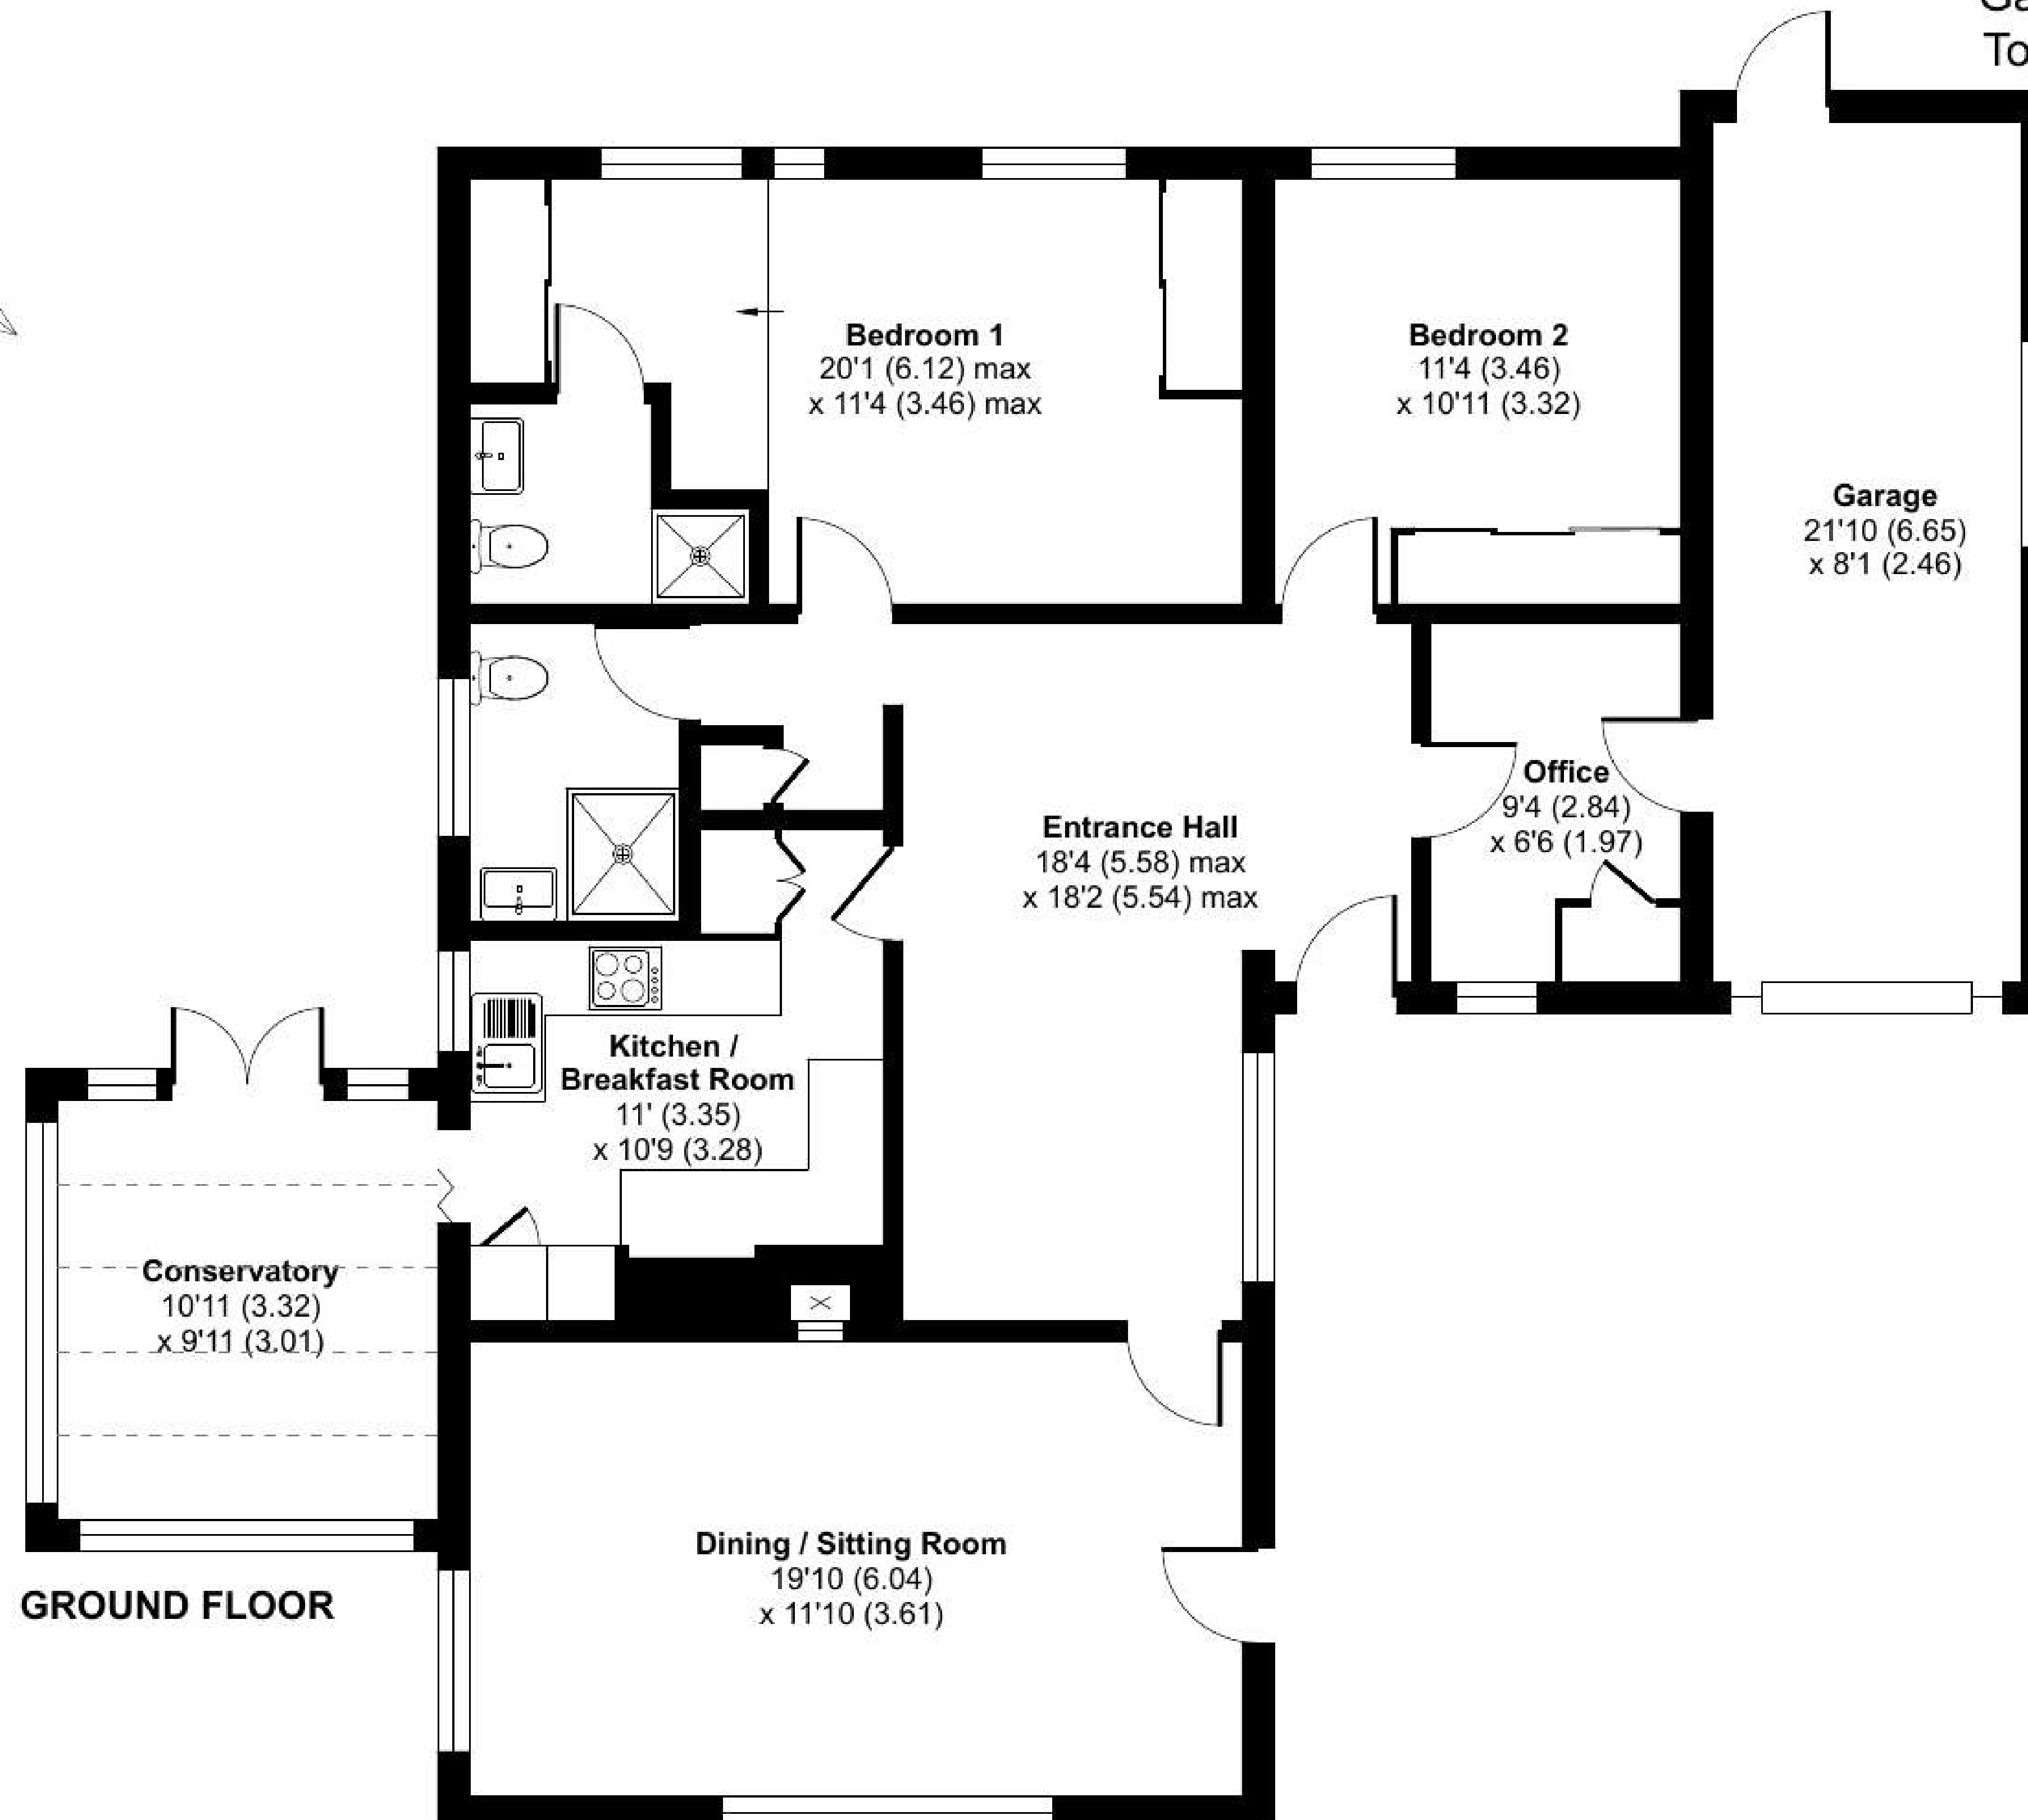 To
Bedroom 1
20'1 (6.12) max
x 11'4 (3.46) max
Bedroom 2
11'4 (3.46)
x 10'11 (3.32)
Garage
21'10 (6.65)
x 8'1 (2.46)
Office
9'4 (2.84)
x 6'6 (1.97)
Entrance Hall
18'4 (5.58) max
x 18'2 (5.54) max
Kitchen /
Breakfast Room
11' (3.35)
x 10'9 (3.28)
Conservatory
10'11 (3.32)
x 9'11 (3.01)
Dining / Sitting Room
19'10 (6.04)
x 11'10 (3.61)
GROUND FLOOR